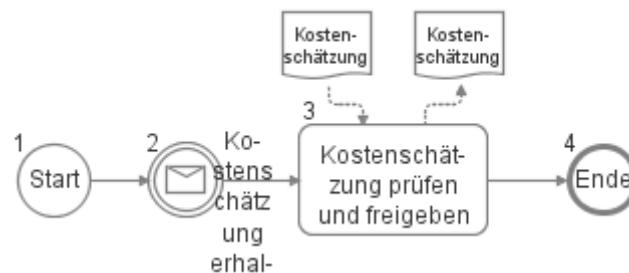 Kosten-
schätzung
Kosten-
schätzung
1
Start
2
Ko-
stens
chätz
ung
erhal-
3
Kostenschät-
zung prüfen
und freigeben
4
Ende